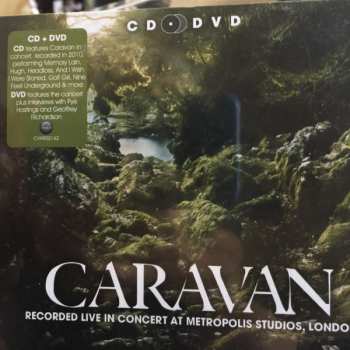 CD DVD
CD + DVD
CD features Caravan in
concert, recorded in 2010,
performing Memory Lain,
Hugh, Headloss, And I Wish
I Were Stoned, Golf Girl, Nine
Feet Underground & more
DVD features the concert
plus interviews with Pye
Hastings and Geoffrey
Richardson
CARAVAN
RECORDED LIVE IN CONCERT AT METROPOLIS STUDIOS, LONDO